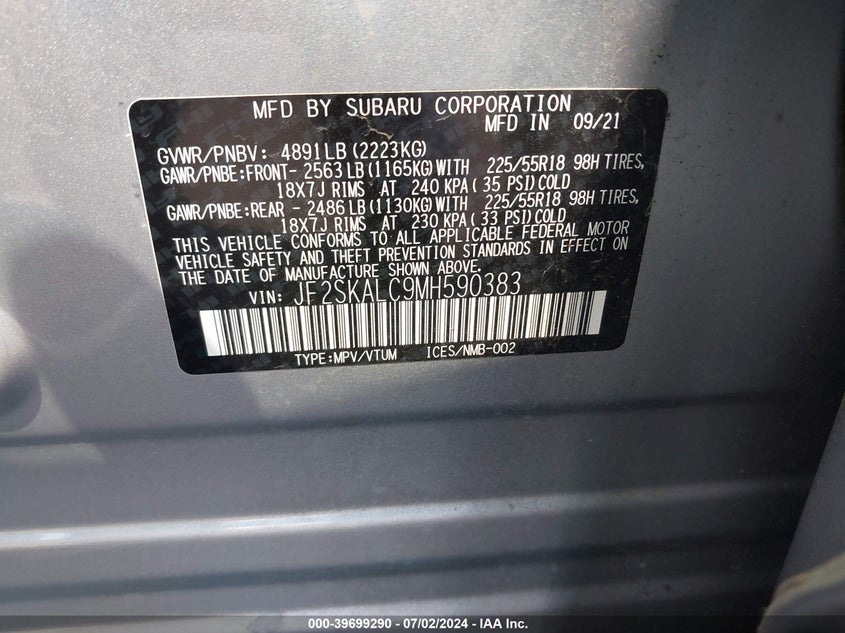 MFD BY SUBARU CORPORATION
MFD IN 09/21
GVWR/PNBV: 4891LB(2223KG)
GAWR/PNBE:FRONT- 2563LB(1165KG)WITH 225/55R18 98H TIRES,
18X7J RIMS AT 240 KPA( 35 PSI)COLD
GAWR/PNBE:REAR - 2486LB(1130KG)WITH 225/55R18 98H TIRES,
18X7J RIMS AT 230 KPA( 33 PSI)COLD
THIS VEHICLE CONFORMS TO ALL APPLICABLE FEDERAL MOTOR
VEHICLE SAFETY AND THEFT PREVENTION STANDARDS IN EFFECT ON
THE DATE OF MANUFACTURE SHOWN ABOVE.
VIN: JF2SKALC9MH590383
TYPE:MPV/VTUM ICES/NMB-002
000-39699290 - 07/02/2024 - IAA Inc.